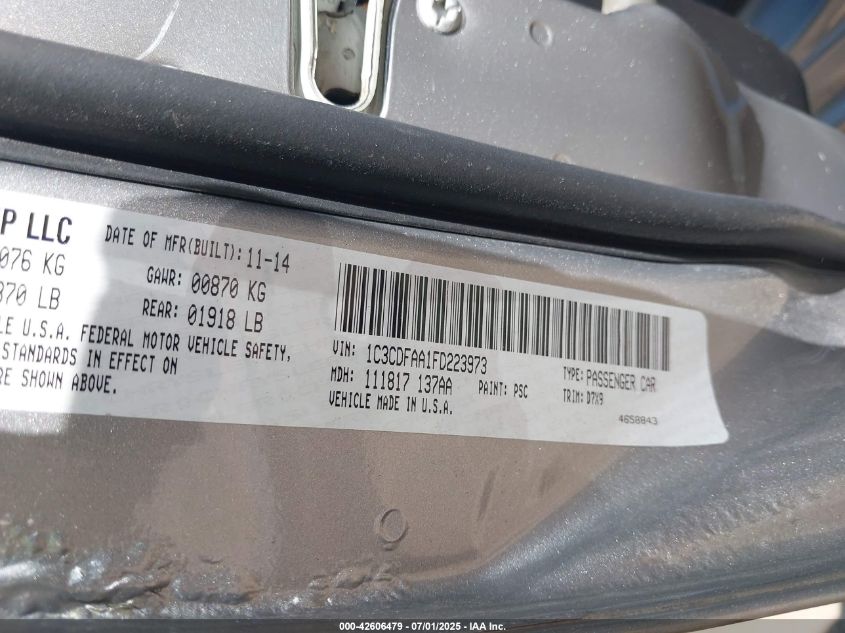 P LLC
DATE OF MFR(BUILT): 11-14
076 KG
GAWR: 00870 KG
870 LB
REAR: 01918 LB
LE U.S.A. FEDERAL MOTOR VEHICLE SAFETY,
STANDARDS IN EFFECT ON
RE SHOWN ABOVE.
VIN: 1C3CDFAA1FD223973
TYPE: PASSENGER CAR
MDH: 111817 137AA PAINT: PSC
TRIM: D7X9
VEHICLE MADE IN U.S.A.
4658843
000-42606479 - 07/01/2025 - IAA Inc.